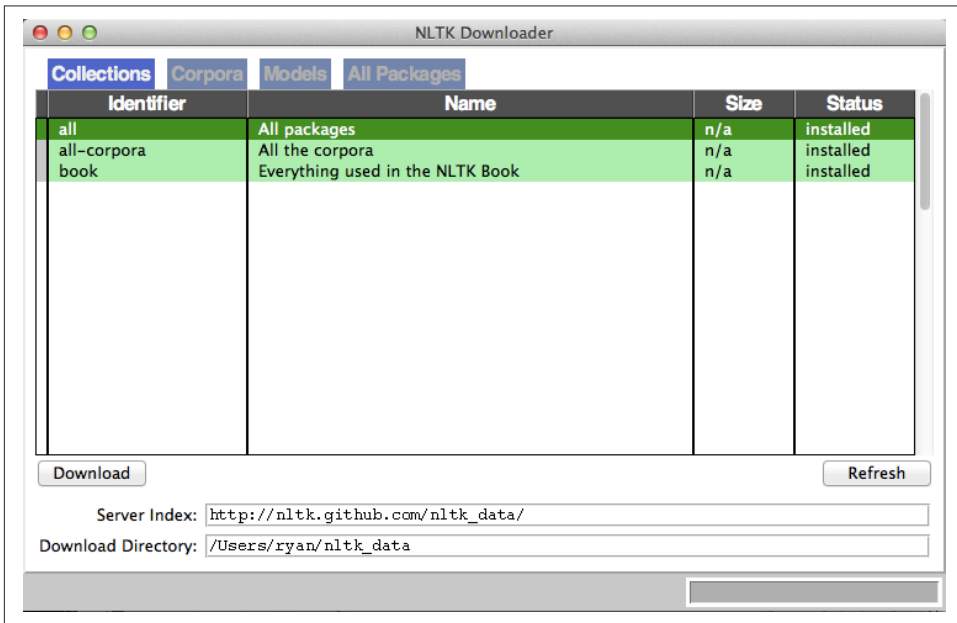 NLTK Downloader
Collections Corpora Models All Packages
Identifier Name Size Status
all All packages n/a installed
all-corpora All the corpora n/a installed
book Everything used in the NLTK Book n/a installed
Download Refresh
Server Index: http://nltk.github.com/nltk_data/
Download Directory: /Users/ryan/nltk_data